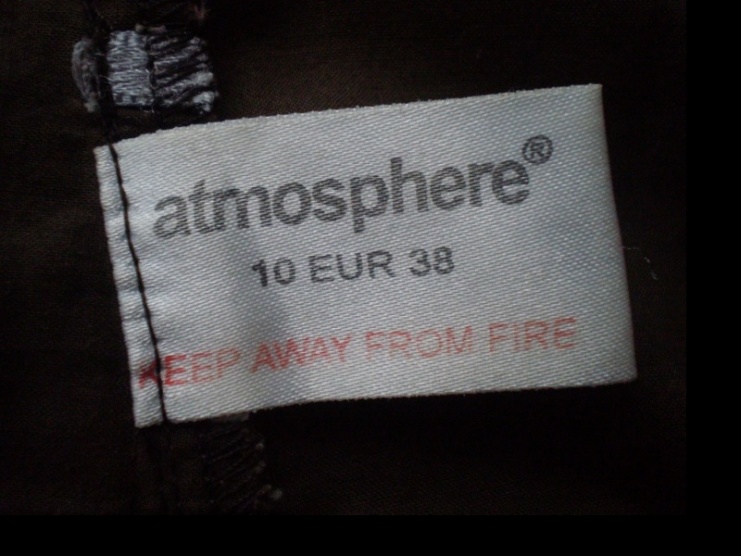 atmosphere®
10 EUR 38
KEEP AWAY FROM FIRE